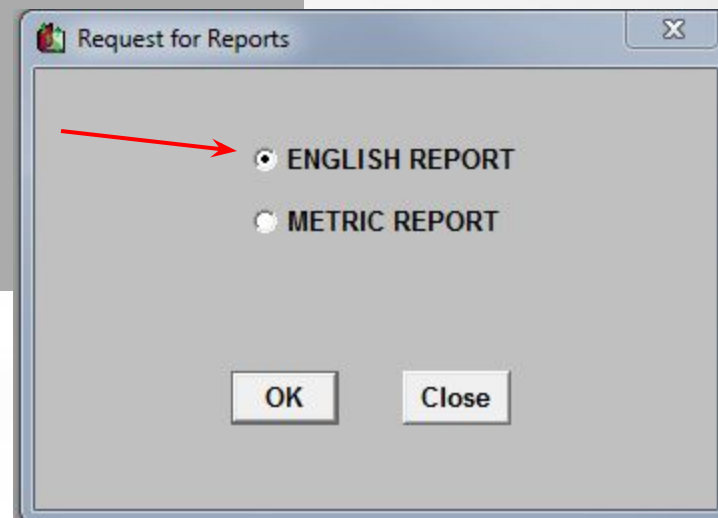 Request for Reports
ENGLISH REPORT
METRIC REPORT
OK
Close